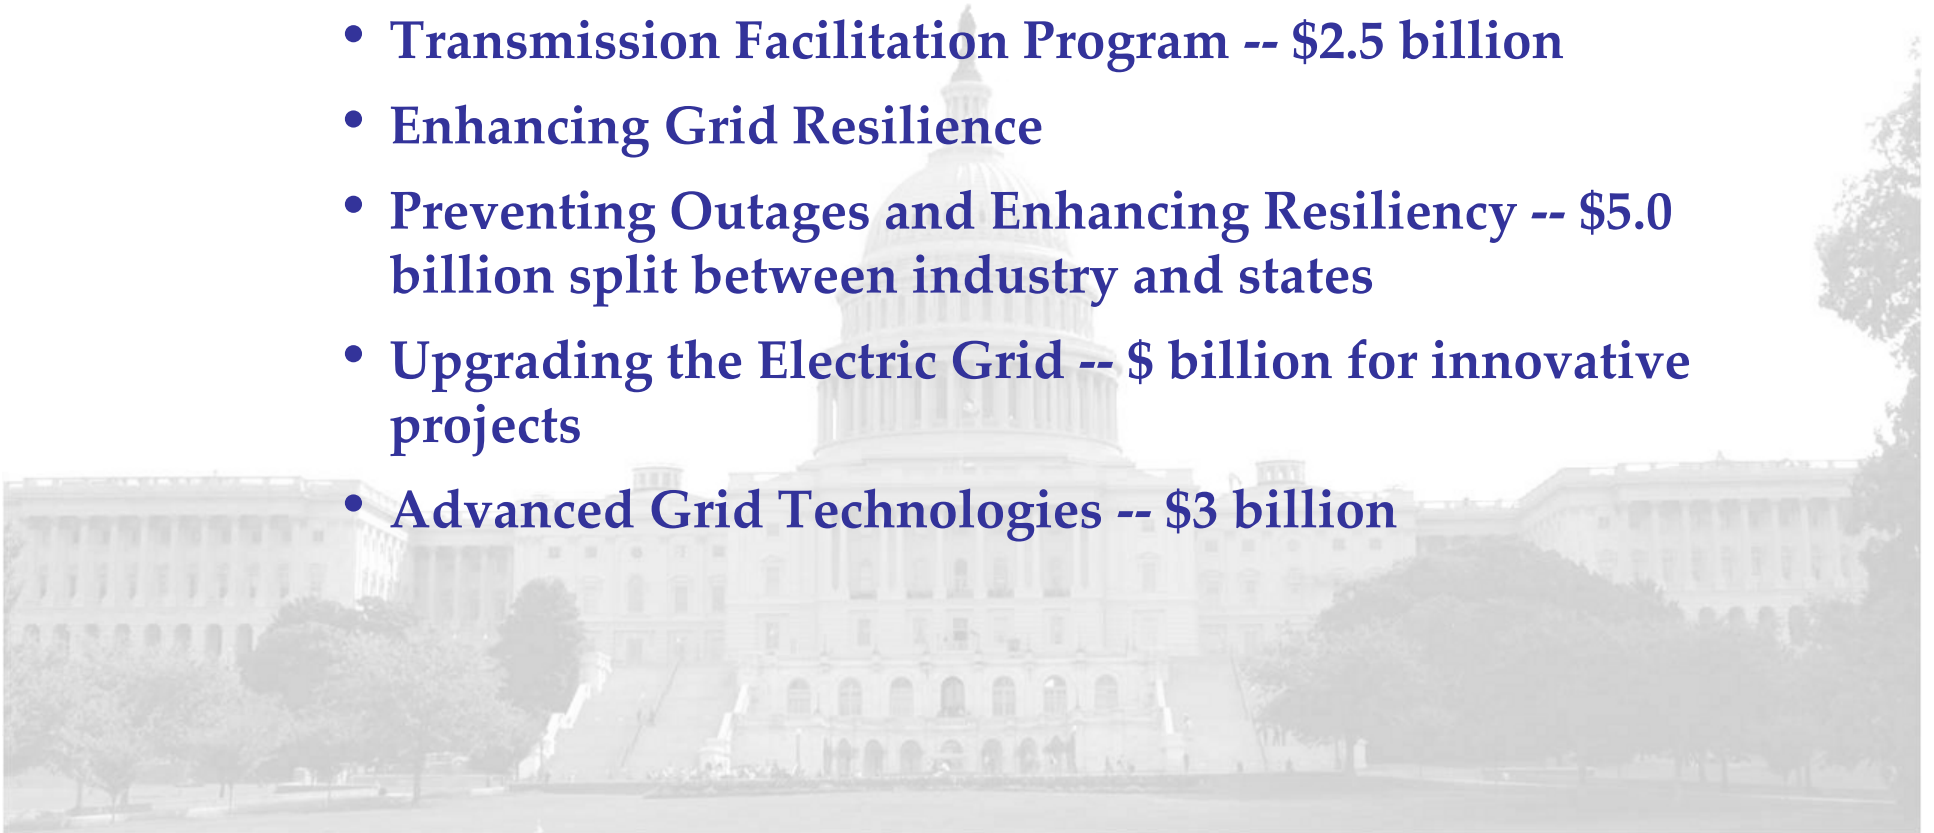 • Transmission Facilitation Program -- $2.5 billion
• Enhancing Grid Resilience
• Preventing Outages and Enhancing Resiliency -- $5.0
billion split between industry and states
• Upgrading the Electric Grid -- $ billion for innovative
projects
• Advanced Grid Technologies -- $3 billion